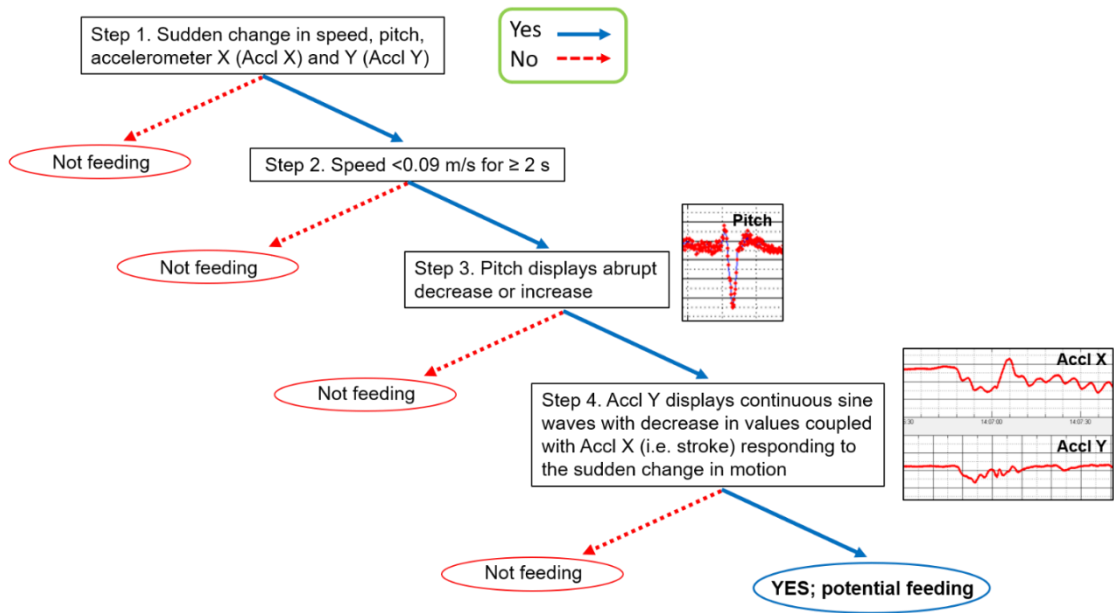 Step 1. Sudden change in speed, pitch,
accelerometer X (Accl X) and Y (Accl Y)
Yes
No
Not feeding
Step 2. Speed <0.09 m/s for ≥ 2 s
Not feeding
Step 3. Pitch displays abrupt
decrease or increase
Pitch
Not feeding
Step 4. Accl Y displays continuous sine
waves with decrease in values coupled
with Accl X (i.e. stroke) responding to
the sudden change in motion
Accl X
:30
14:07:00
14:07:30
Accl Y
Not feeding
YES; potential feeding